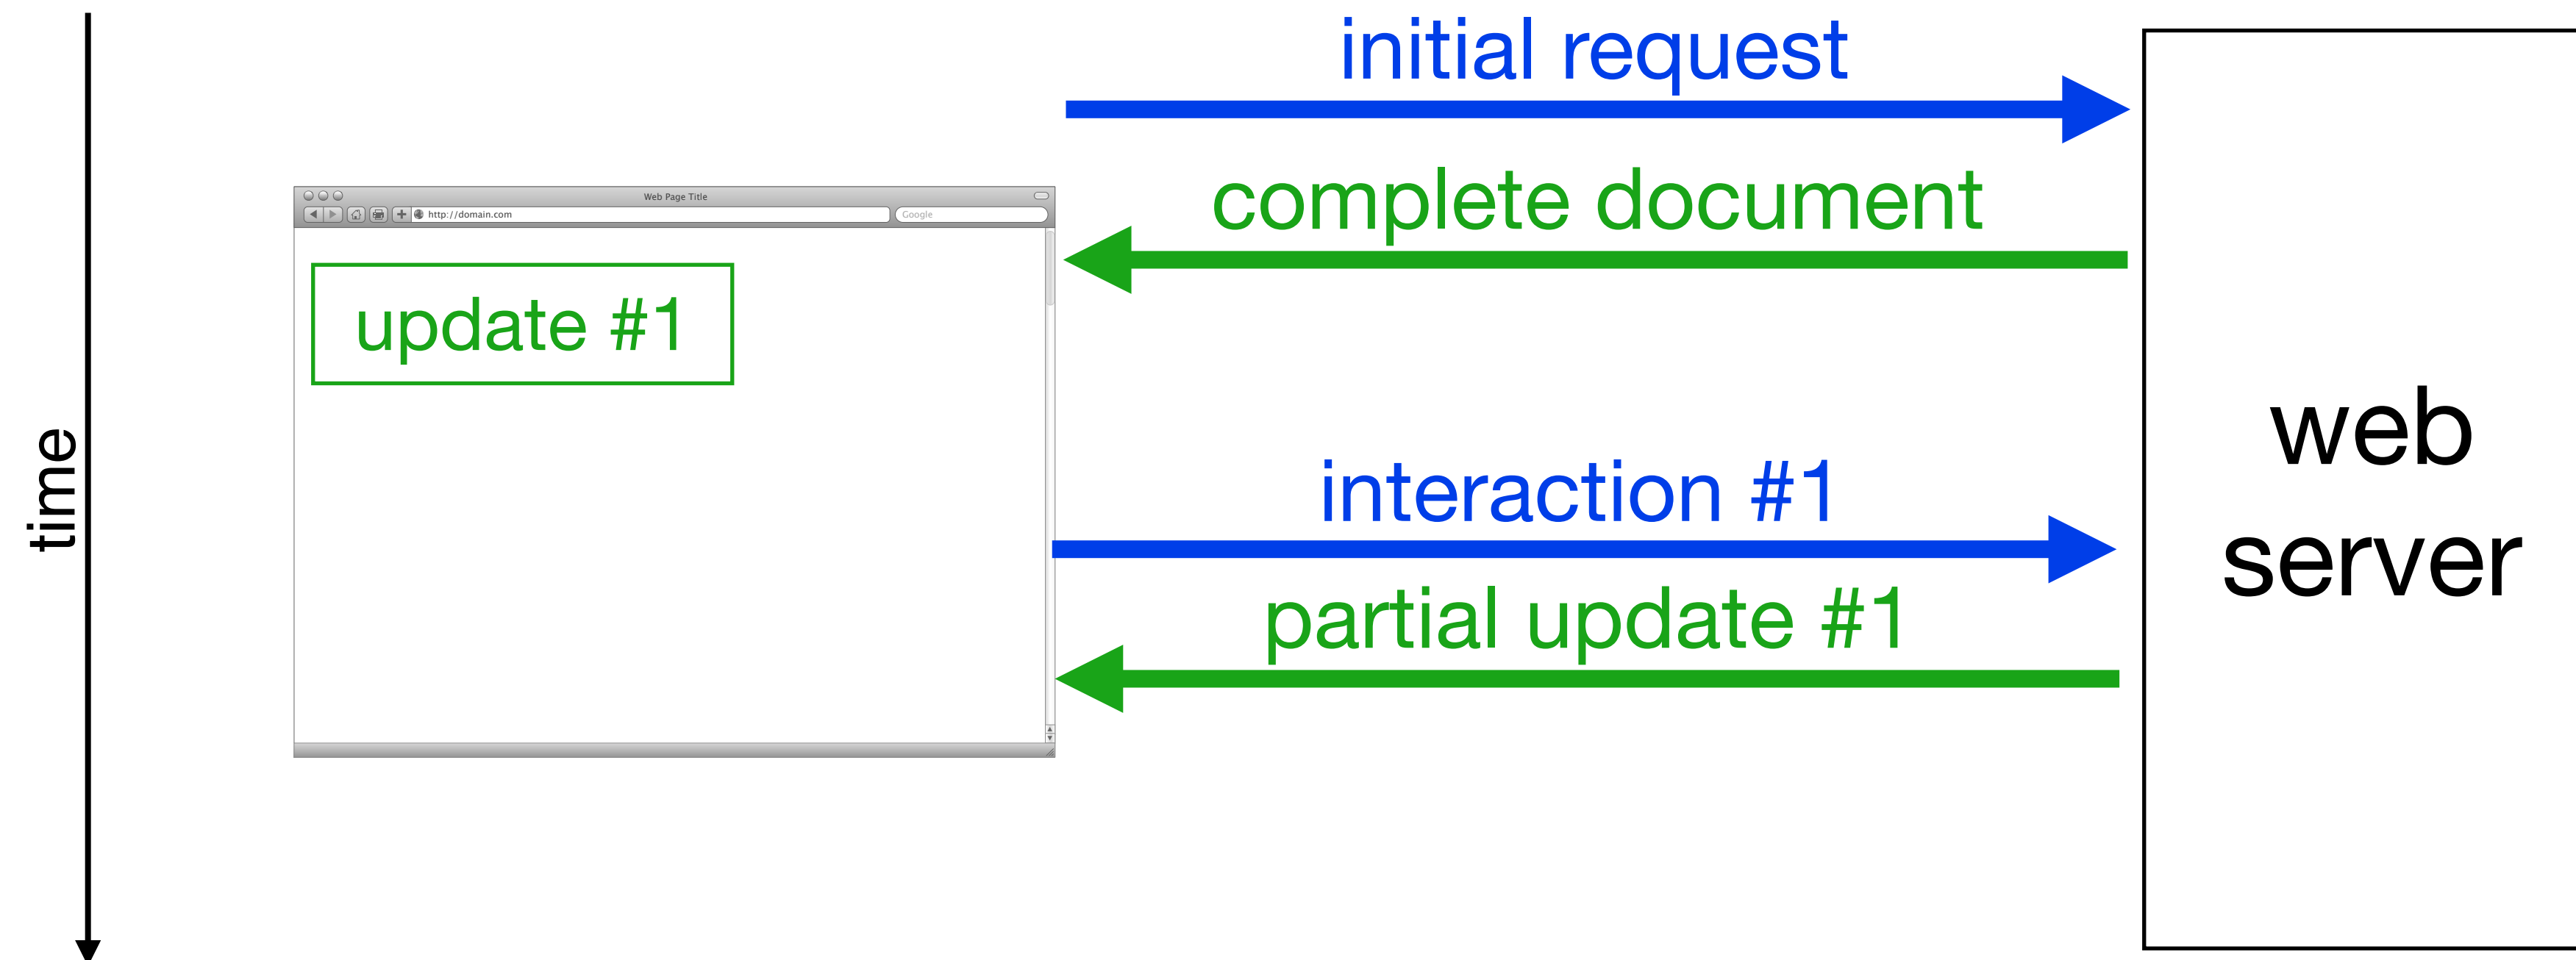 initial request
complete document
Web Page Title
http://domain.com
Google
update #1
time
interaction #1
partial update #1
web
server